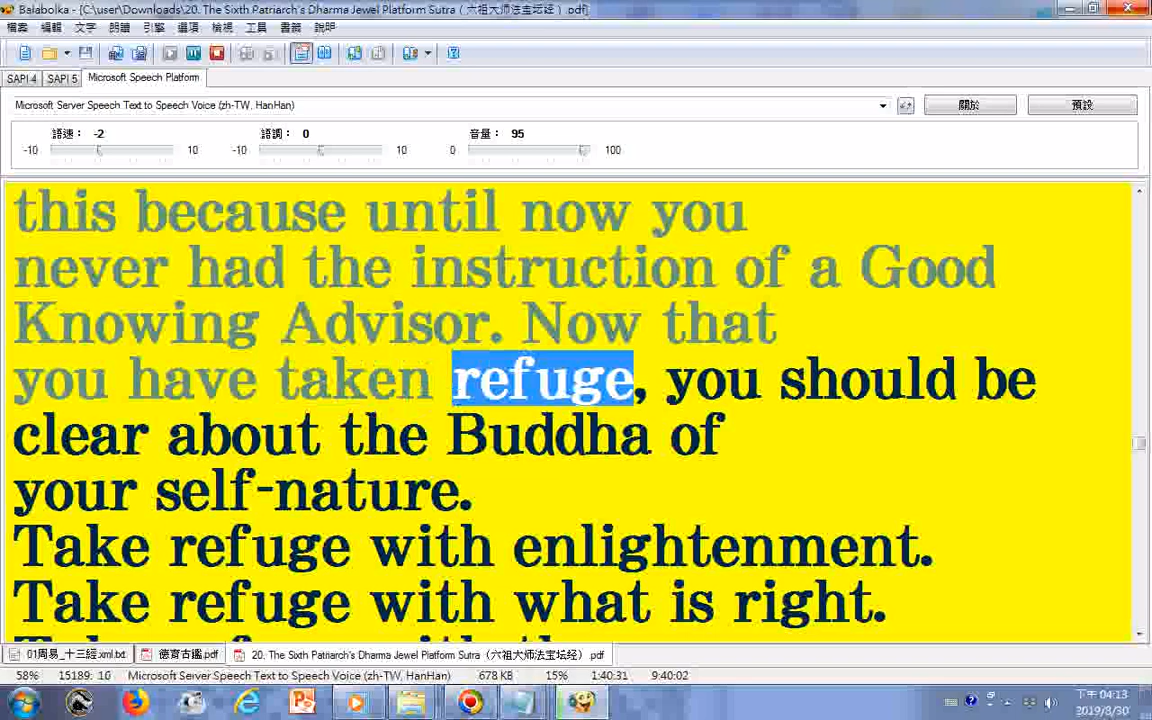 Balabolka - [C:\user\Downloads\20. The Sixth Patriarch's Dharma Jewel Platform Sutra（六祖大师法宝坛经）.pdf]
檔案 編輯 文字 朗讀 引擎 選項 檢視 工具 書籤 說明
SAPI 4 SAPI 5 Microsoft Speech Platform
Microsoft Server Speech Text to Speech Voice (zh-TW, HanHan) 關於 預設
語速： -2 語調： 0 音量： 95
-10 10 -10 10 0 100
this because until now you
never had the instruction of a Good
Knowing Advisor. Now that
you have taken refuge, you should be
clear about the Buddha of
your self-nature.
Take refuge with enlightenment.
Take refuge with what is right.
01周易_十三經.xml.txt 德育古鑑.pdf 20. The Sixth Patriarch's Dharma Jewel Platform Sutra（六祖大师法宝坛经）.pdf
58% 15189: 10 Microsoft Server Speech Text to Speech Voice (zh-TW, HanHan) 678 KB 15% 1:40:31 9:40:02
下午 04:13
2019/8/30